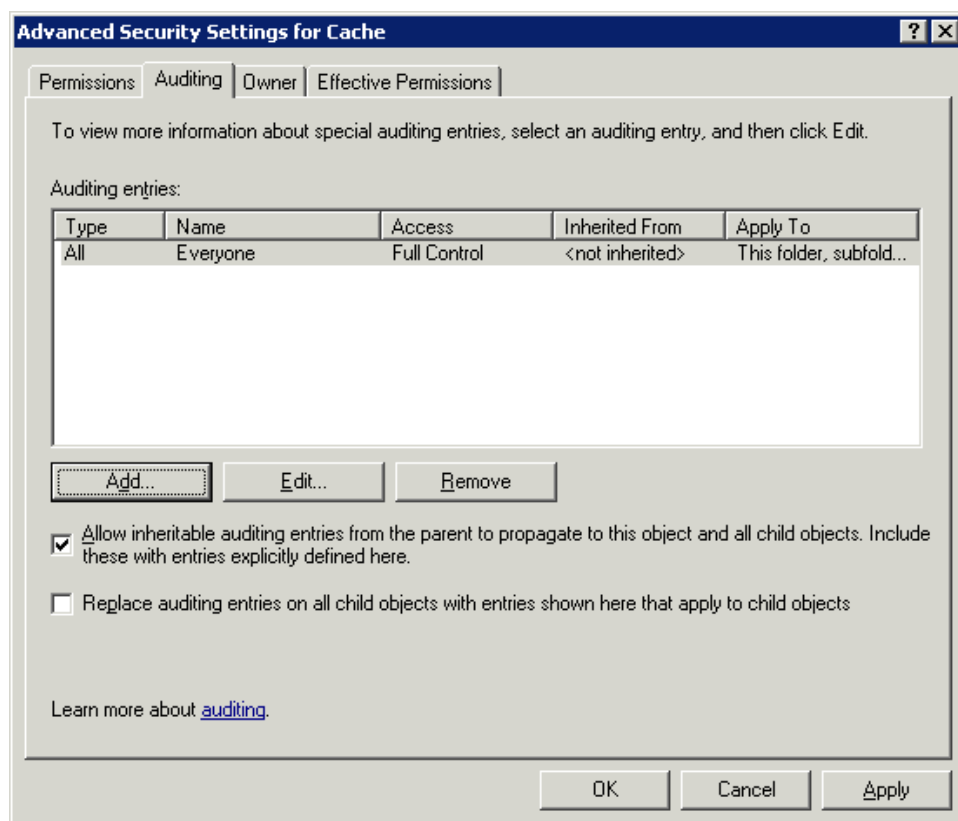 Advanced Security Settings for Cache
Permissions Auditing Owner Effective Permissions
To view more information about special auditing entries, select an auditing entry, and then click Edit.
Auditing entries:
Type Name Access Inherited From Apply To
All Everyone Full Control <not inherited> This folder, subfold...
Add... Edit... Remove
Allow inheritable auditing entries from the parent to propagate to this object and all child objects. Include
these with entries explicitly defined here.
Replace auditing entries on all child objects with entries shown here that apply to child objects
Learn more about auditing.
OK Cancel Apply